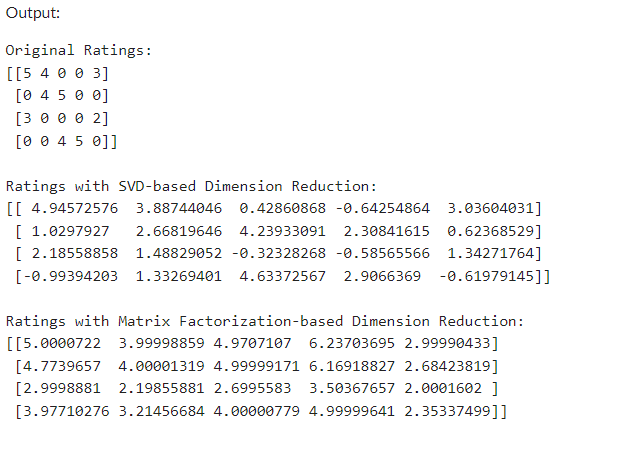 Output:
Original Ratings:
[[5 4 0 0 3]
[0 4 5 0 0]
[3 0 0 0 2]
[0 0 4 5 0]]
Ratings with SVD-based Dimension Reduction:
[[ 4.94572576 3.88744046 0.42860868 -0.64254864 3.03604031]
[ 1.0297927 2.66819646 4.23933091 2.30841615 0.62368529]
[ 2.18558858 1.48829052 -0.32328268 -0.58565566 1.34271764]
[-0.99394203 1.33269401 4.63372567 2.9066369 -0.61979145]]
Ratings with Matrix Factorization-based Dimension Reduction:
[[5.0000722 3.99998859 4.9707107 6.23703695 2.99990433]
[4.7739657 4.00001319 4.99999171 6.16918827 2.68423819]
[2.9998881 2.19855881 2.6995583 3.50367657 2.0001602 ]
[3.97710276 3.21456684 4.00000779 4.99999641 2.35337499]]